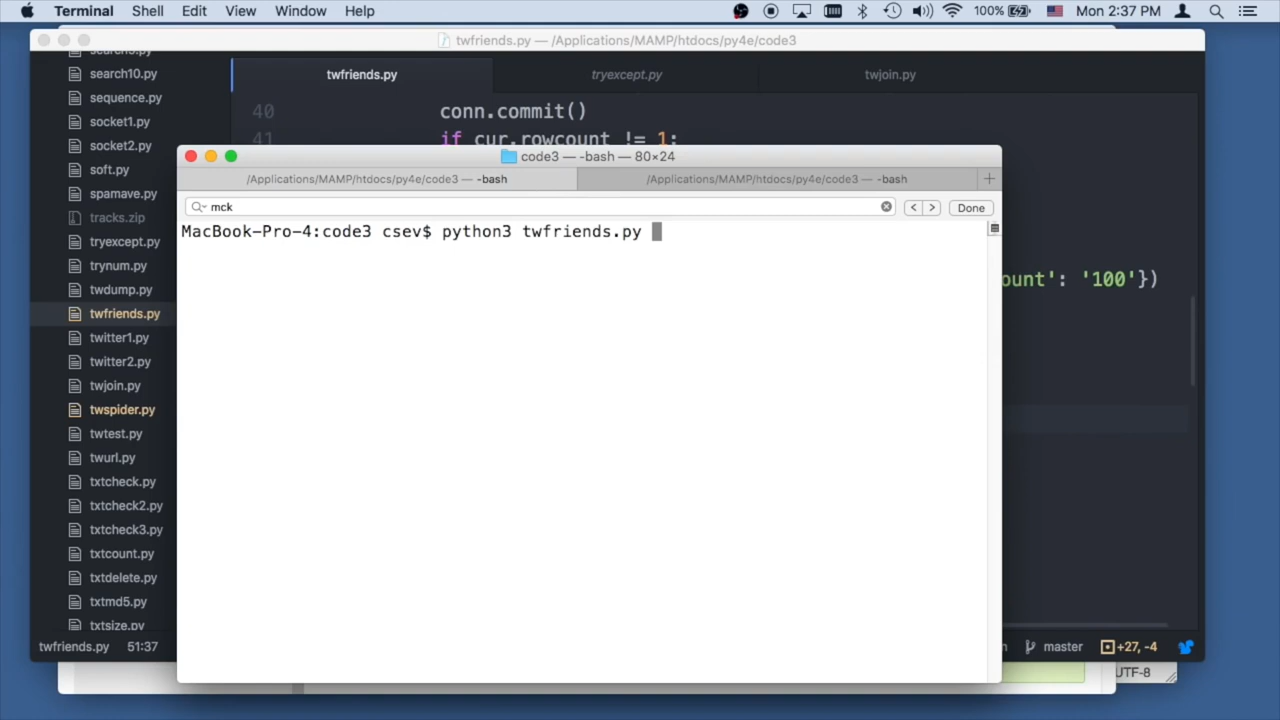 Terminal Shell Edit View Window Help 100% Mon 2:37 PM
twfriends.py — /Applications/MAMP/htdocs/py4e/code3
search10.py
sequence.py
socket1.py
socket2.py
soft.py
spamave.py
tracks.zip
tryexcept.py
trynum.py
twdump.py
twfriends.py
twitter1.py
twitter2.py
twjoin.py
twspider.py
twtest.py
twurl.py
txtcheck.py
txtcheck2.py
txtcheck3.py
txtcount.py
txtdelete.py
txtmd5.py
txtsize.py
twfriends.py 51:37
twfriends.py tryexcept.py twjoin.py
40 conn.commit()
41 if cur.rowcount != 1:
ount': '100'})
code3 — -bash — 80×24
/Applications/MAMP/htdocs/py4e/code3 — -bash /Applications/MAMP/htdocs/py4e/code3 — -bash
mck Done
MacBook-Pro-4:code3 csev$ python3 twfriends.py
master +27, -4
UTF-8